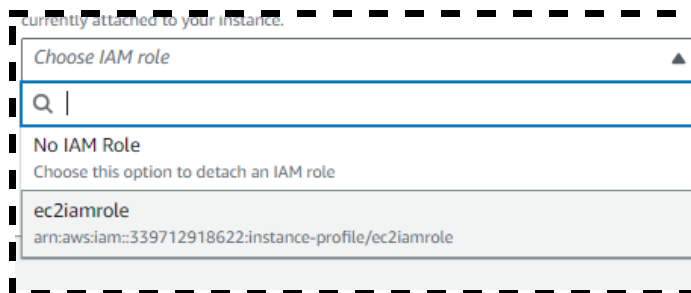 currently attached to your instance.
Choose IAM role
No IAM Role
Choose this option to detach an IAM role
ec2iamrole
arn:aws:iam::339712918622:instance-profile/ec2iamrole